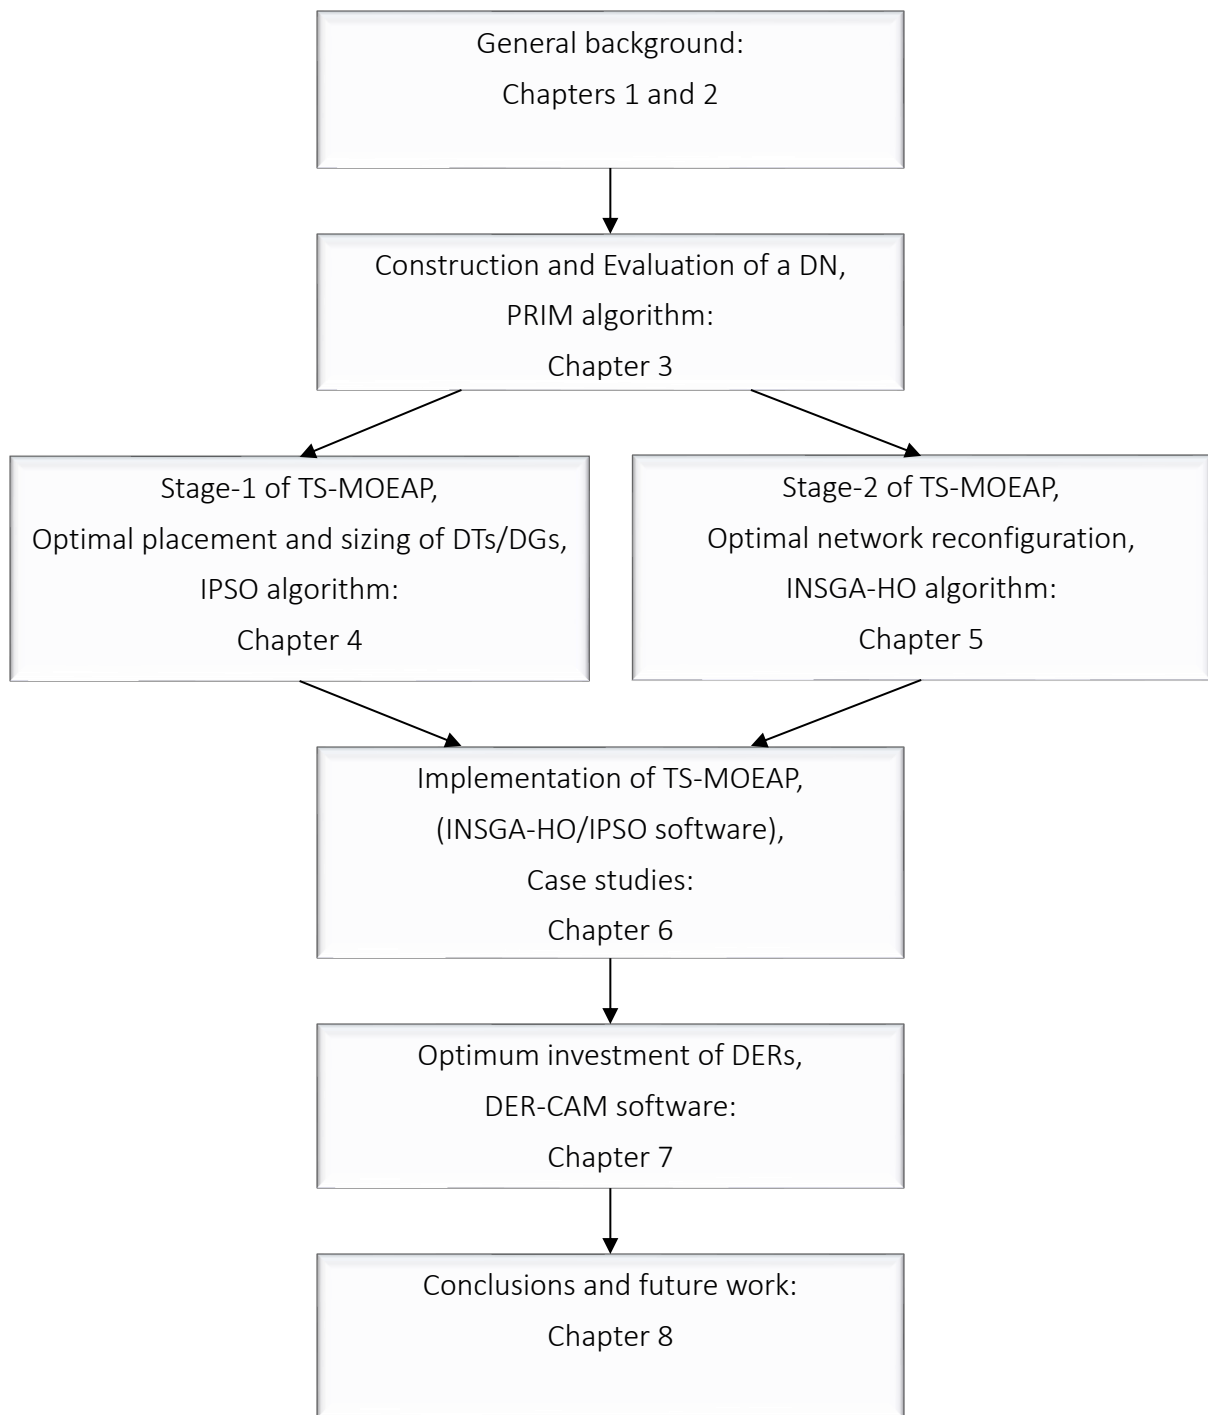 General background:
Chapters 1 and 2
Construction and Evaluation of a DN,
PRIM algorithm:
Chapter 3
Stage-1 of TS-MOEAP,
Optimal placement and sizing of DTs/DGs,
IPSO algorithm:
Chapter 4
Stage-2 of TS-MOEAP,
Optimal network reconfiguration,
INSGA-HO algorithm:
Chapter 5
Implementation of TS-MOEAP,
(INSGA-HO/IPSO software),
Case studies:
Chapter 6
Optimum investment of DERs,
DER-CAM software:
Chapter 7
Conclusions and future work:
Chapter 8